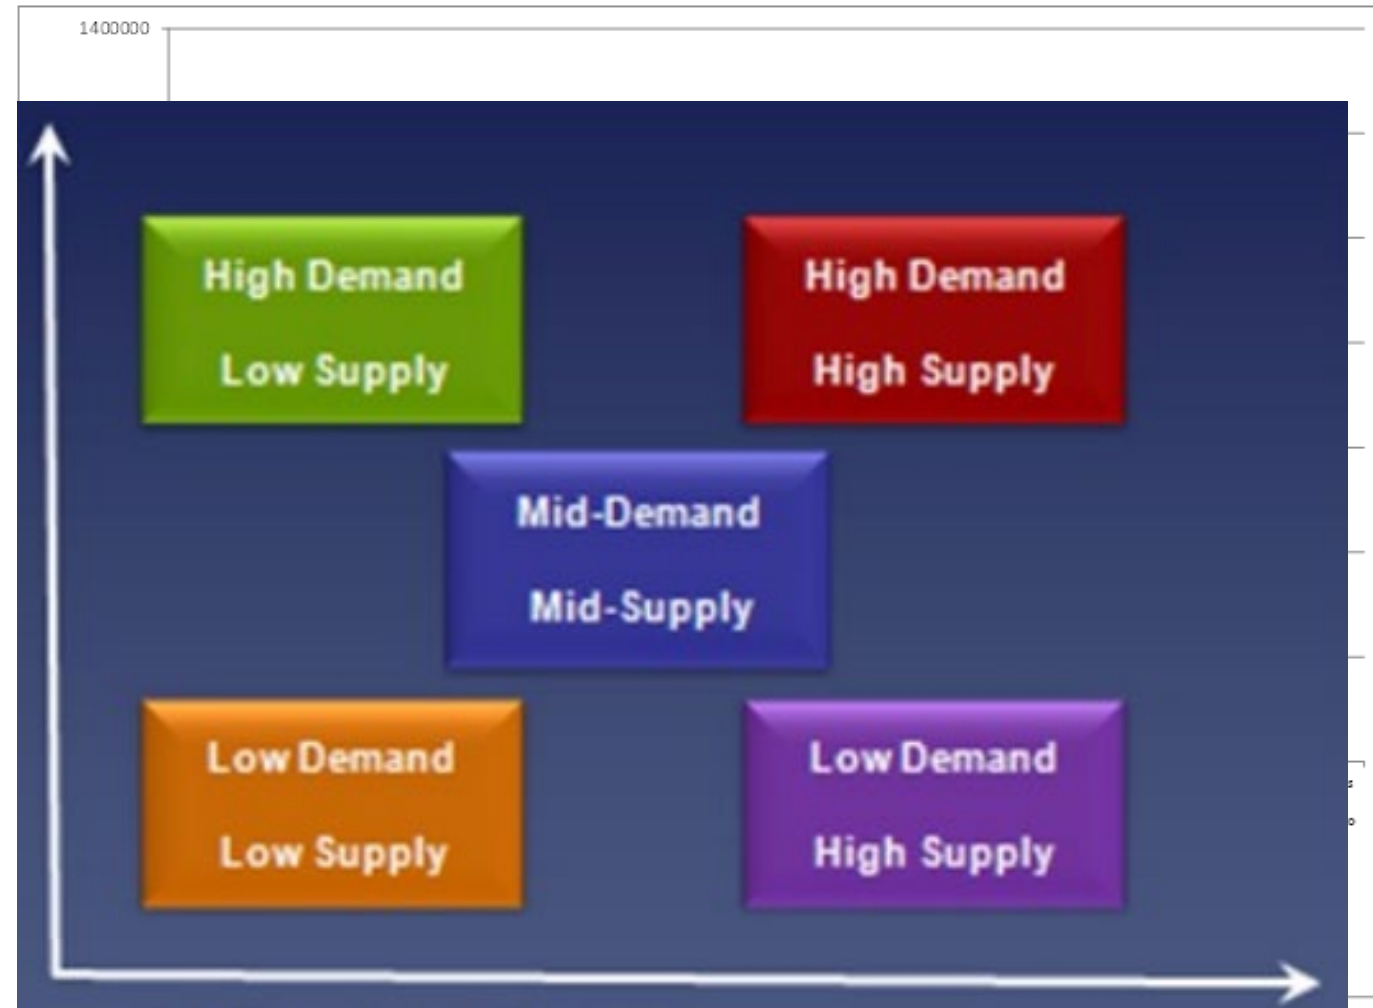 1400000
High Demand
Low Supply
High Demand
High Supply
Mid-Demand
Mid-Supply
Low Demand
Low Supply
Low Demand
High Supply